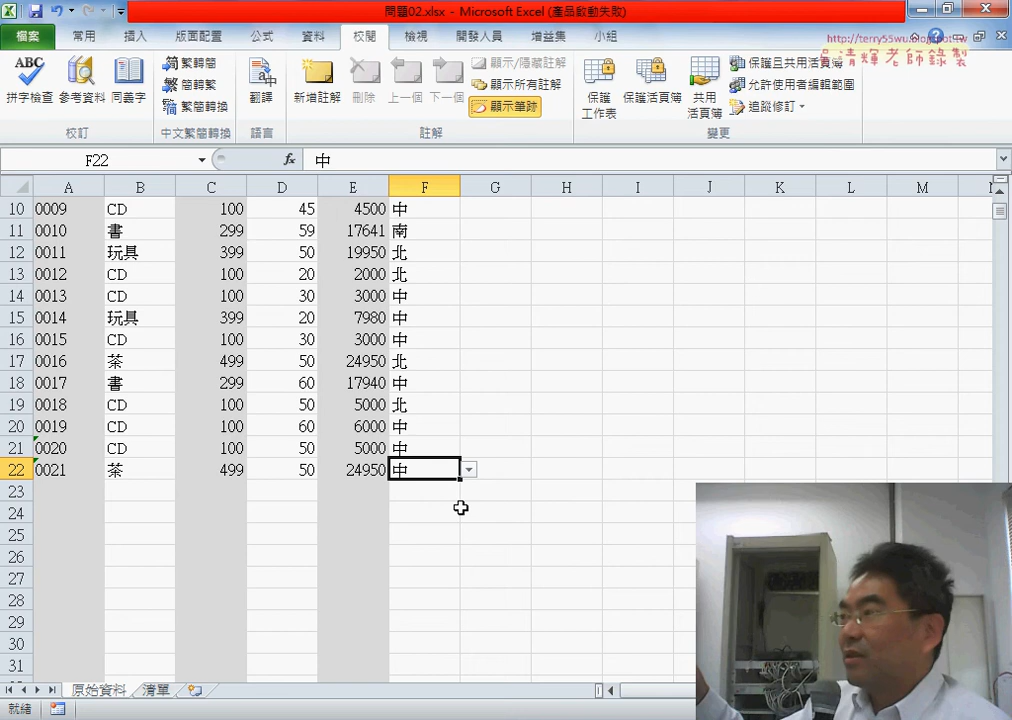 問題02.xlsx - Microsoft Excel (產品啟動失敗)
檔案 常用 插入 版面配置 公式 資料 校閱 檢視 開發人員 增益集 小組
http://terry55wu.blogspot.tw
吳清輝老師錄製
ABC 拼字檢查 參考資料 同義字
繁轉簡
簡轉繁
繁簡轉換
翻譯
新增註解 刪除 上一個 下一個
顯示/隱藏註解
顯示所有註解
顯示筆跡
保護工作表 保護活頁簿 共用活頁簿
保護且共用活頁簿
允許使用者編輯範圍
追蹤修訂
校訂 中文繁簡轉換 語言 註解 變更
F22 fx 中
A B C D E F G H I J K L M
10 0009 CD 100 45 4500 中
11 0010 書 299 59 17641 南
12 0011 玩具 399 50 19950 北
13 0012 CD 100 20 2000 北
14 0013 CD 100 30 3000 中
15 0014 玩具 399 20 7980 中
16 0015 CD 100 30 3000 中
17 0016 茶 499 50 24950 北
18 0017 書 299 60 17940 中
19 0018 CD 100 50 5000 北
20 0019 CD 100 60 6000 中
21 0020 CD 100 50 5000 中
22 0021 茶 499 50 24950 中
23
24
25
26
27
28
29
30
31
原始資料 清單
就緒